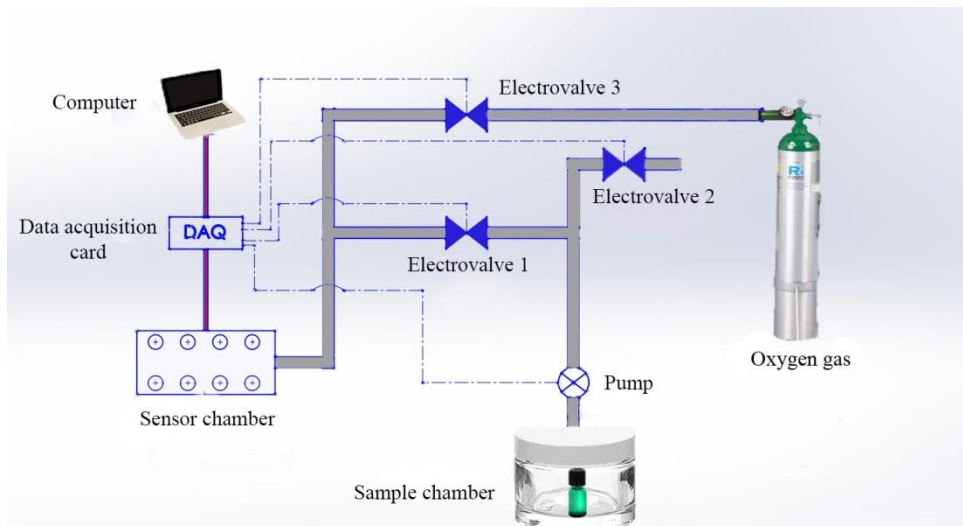 Electrovalve 3
Computer
Electrovalve 2
Data acquisition
card
DAQ
Electrovalve 1
Oxygen gas
Pump
Sensor chamber
Sample chamber